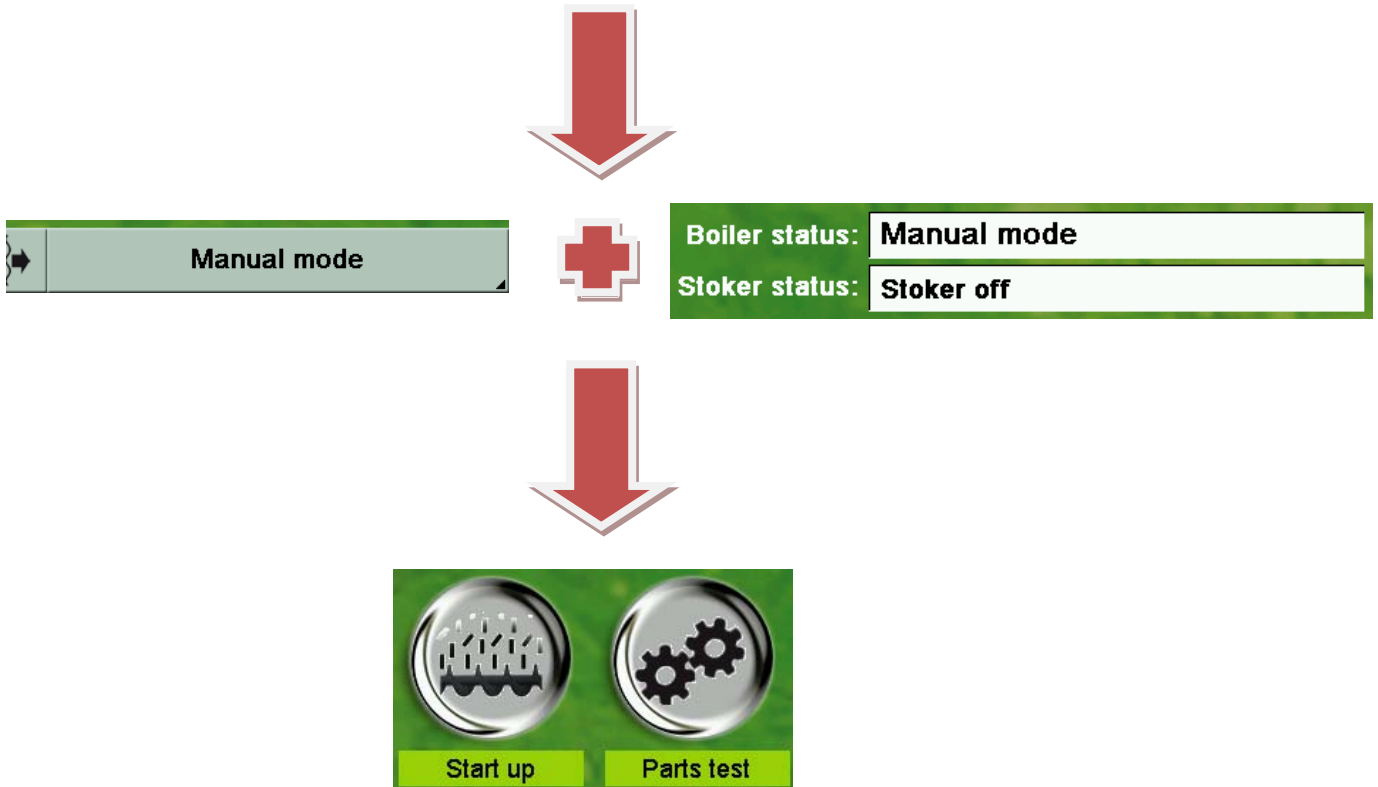 Manual mode
Boiler status: Manual mode
Stoker status: Stoker off
Start up
Parts test